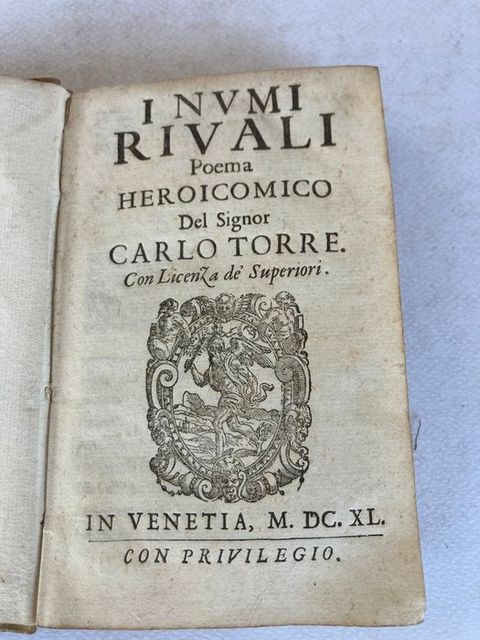 I NVMI
RIVALI
Poema
HEROICOMICO
Del Signor
CARLO TORRE.
Con Licenza de' Superiori.
IN VENETIA, M. DC. XL.
CON PRIVILEGIO.